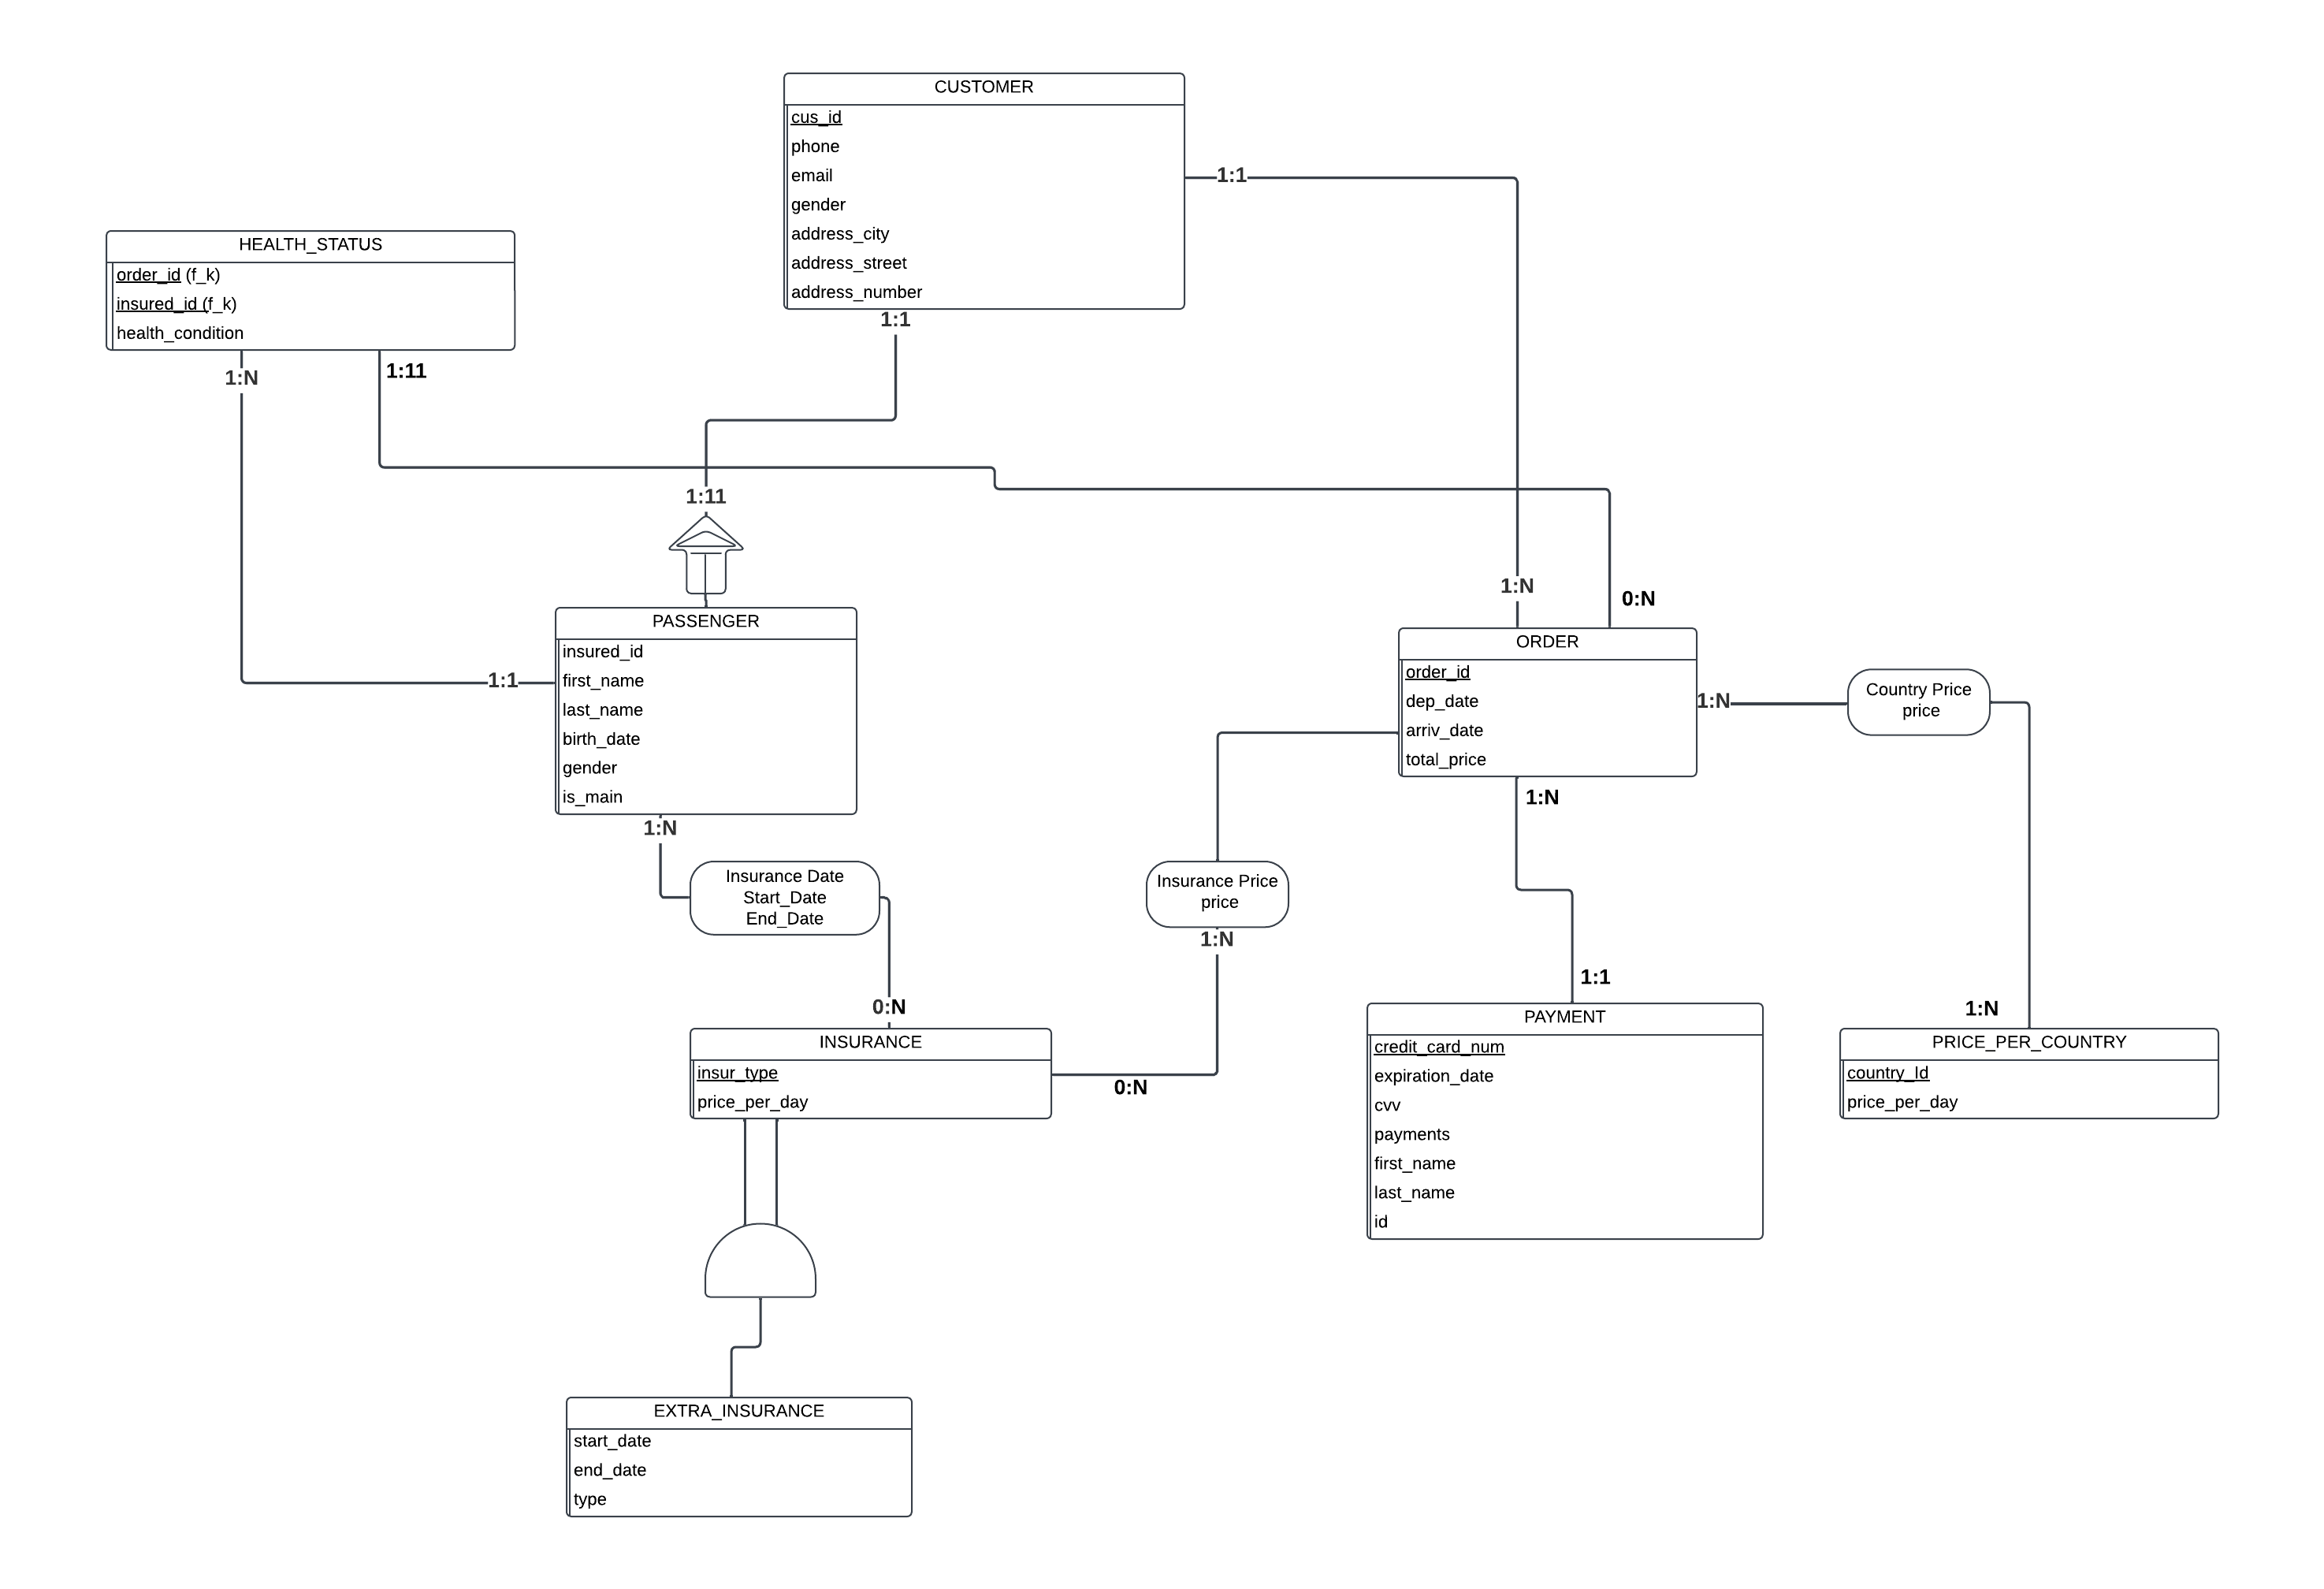 CUSTOMER
cus_id
phone
email
gender
address_city
address_street
address_number
1:1
1:1
HEALTH_STATUS
order_id (f_k)
insured_id (f_k)
health_condition
1:N
1:11
1:11
PASSENGER
insured_id
first_name
last_name
birth_date
gender
is_main
1:1
1:N
1:N
0:N
ORDER
order_id
dep_date
arriv_date
total_price
1:N
Country Price
price
1:N
Insurance Date
Start_Date
End_Date
0:N
Insurance Price
price
1:N
1:1
1:N
INSURANCE
insur_type
price_per_day
0:N
PAYMENT
credit_card_num
expiration_date
cvv
payments
first_name
last_name
id
PRICE_PER_COUNTRY
country_Id
price_per_day
EXTRA_INSURANCE
start_date
end_date
type